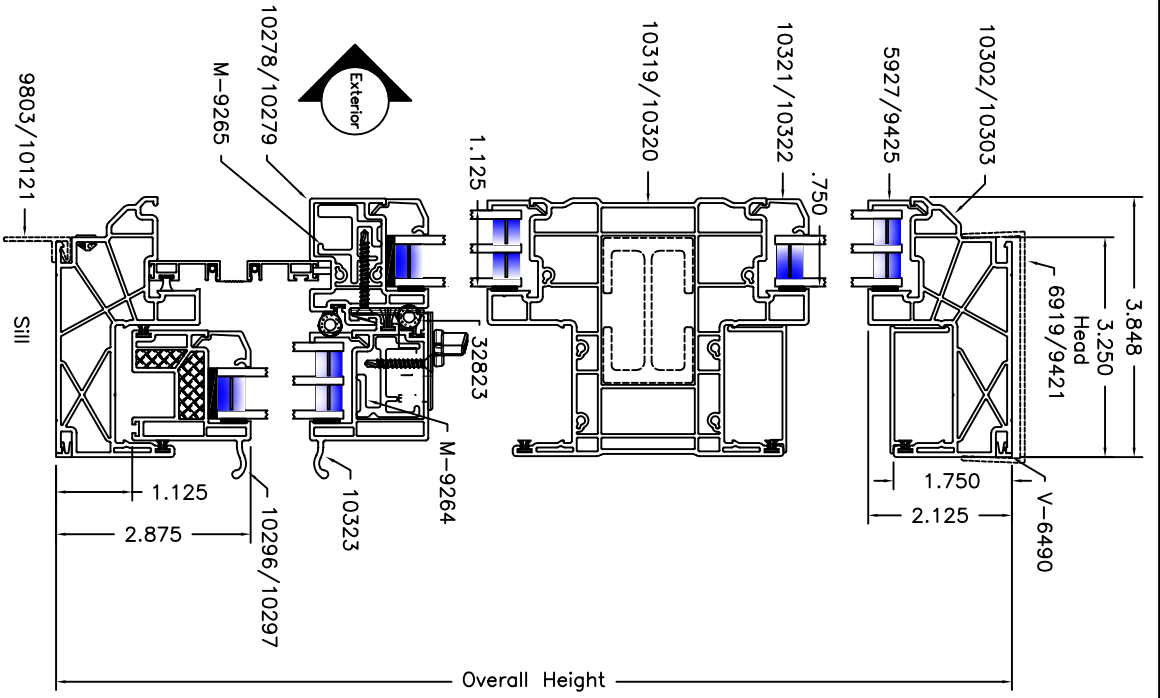 10302/10303
5927/9425
10321/10322
10319/10320
10278/10279
M-9265
9803/10121
Exterior
.750
1.125
3.848
3.250
Head
6919/9421
V-6490
1.750
2.125
32823
M-9264
10323
10296/10297
1.125
2.875
Sill
Overall Height